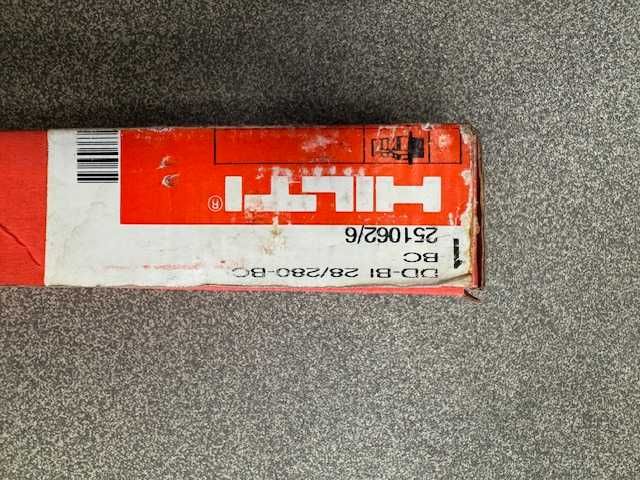 DD-BI 28/280-BC
BC
1
251062/6
HILTI®